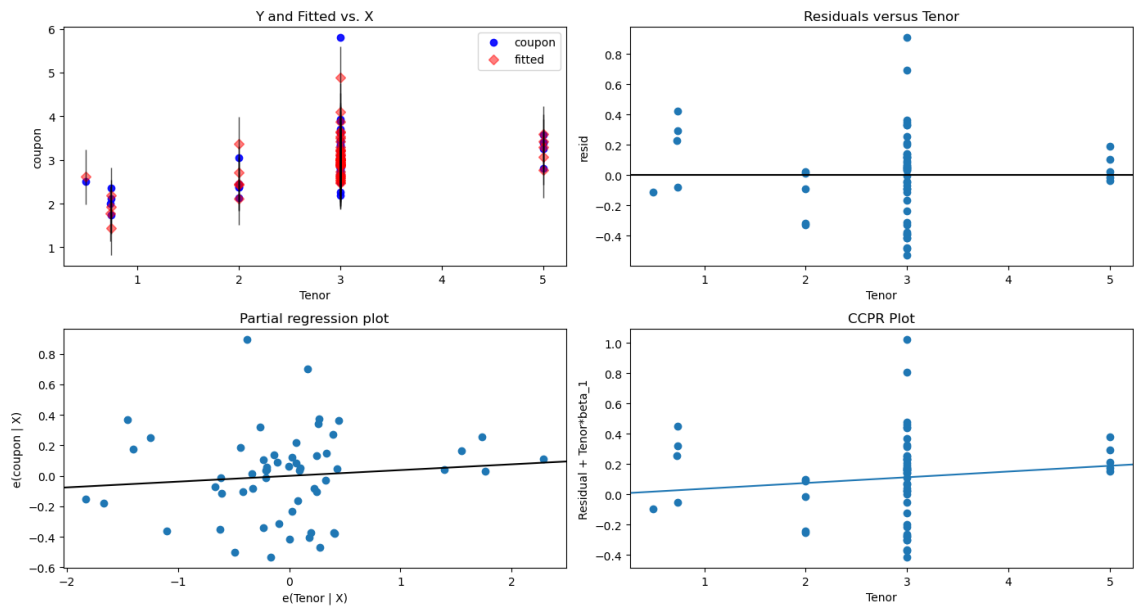 Y and Fitted vs. X
coupon
fitted
6
5
4
3
2
1
coupon
1 2 3 4 5
Tenor
Residuals versus Tenor
0.8
0.6
0.4
0.2
0.0
−0.2
−0.4
resid
1 2 3 4 5
Tenor
Partial regression plot
0.8
0.6
0.4
0.2
0.0
−0.2
−0.4
−0.6
e(coupon | X)
−2 −1 0 1 2
e(Tenor | X)
CCPR Plot
1.0
0.8
0.6
0.4
0.2
0.0
−0.2
−0.4
Residual + Tenor*beta_1
1 2 3 4 5
Tenor